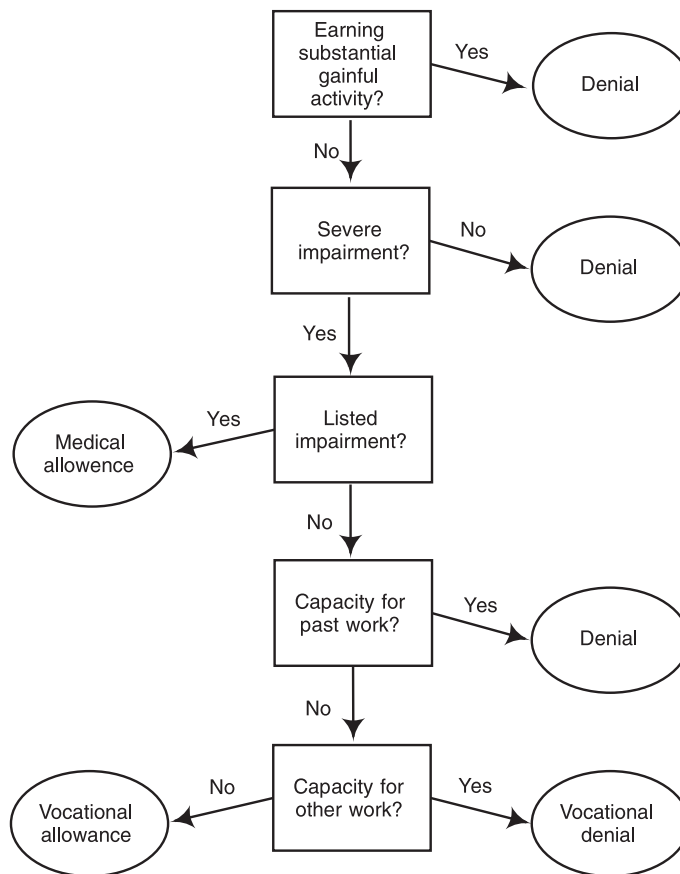 Earning
substantial
gainful
activity?
Yes
Denial
No
Severe
impairment?
No
Denial
Yes
Listed
impairment?
Yes
Medical
allowence
No
Capacity for
past work?
Yes
Denial
No
Capacity for
other work?
No
Vocational
allowance
Yes
Vocational
denial